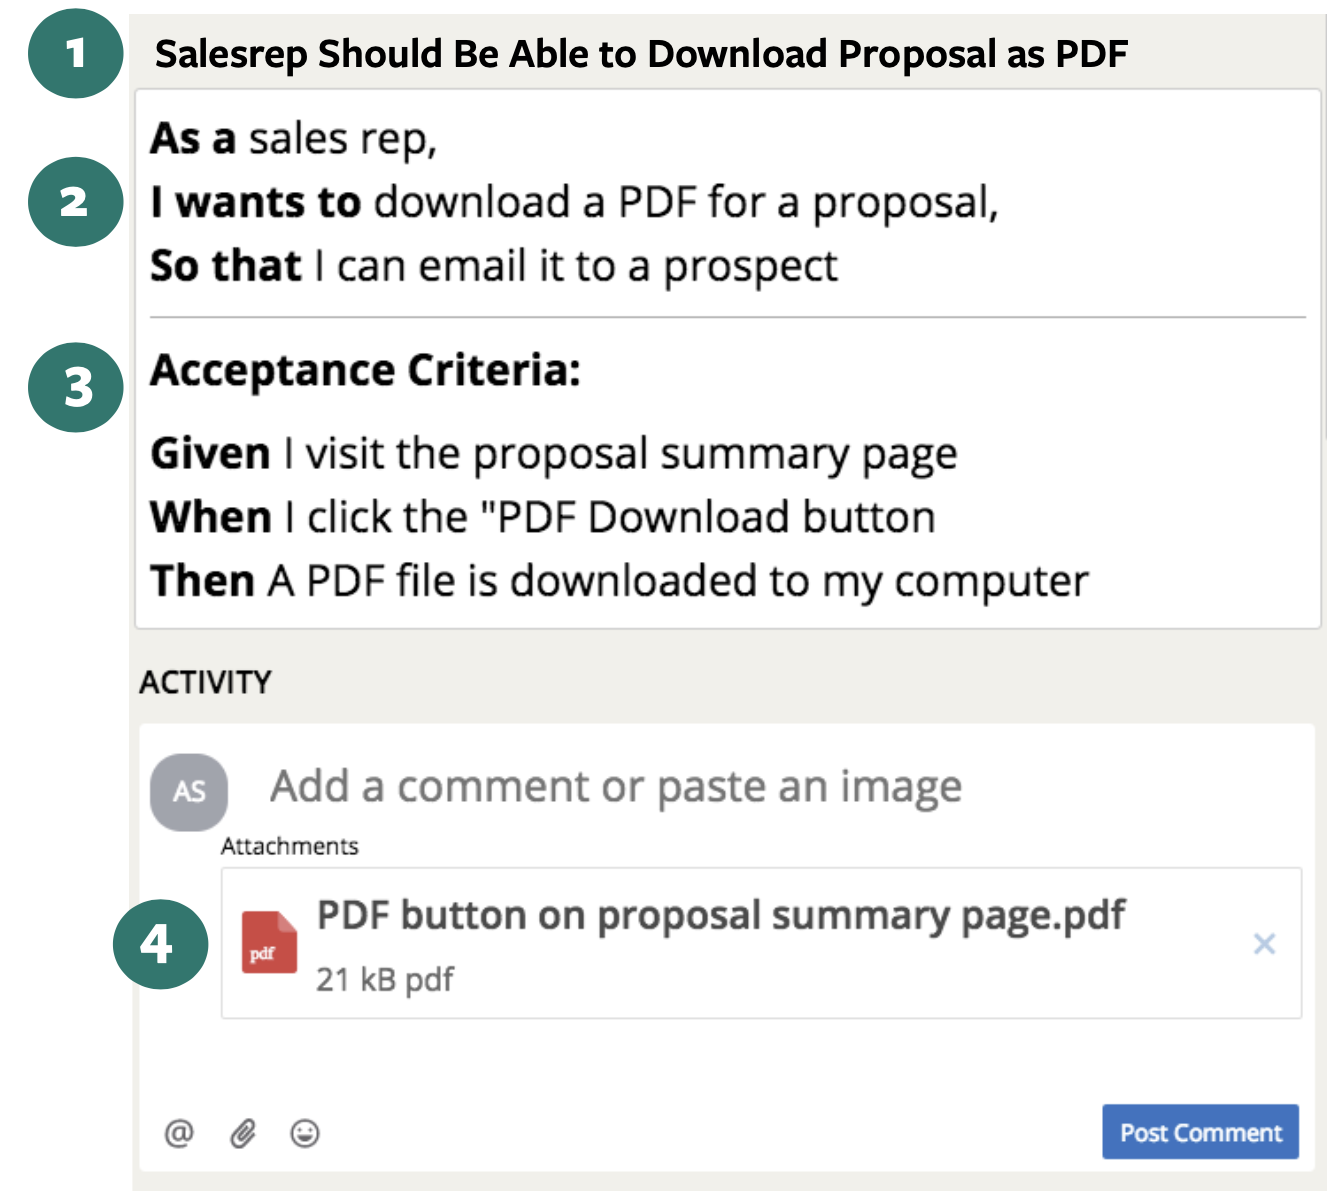 1
Salesrep Should Be Able to Download Proposal as PDF
As a sales rep,
2
I wants to download a PDF for a proposal,
So that I can email it to a prospect
3
Acceptance Criteria:
Given I visit the proposal summary page
When I click the "PDF Download button
Then A PDF file is downloaded to my computer
ACTIVITY
AS
Add a comment or paste an image
Attachments
4
pdf
PDF button on proposal summary page.pdf
21 kB pdf
@
Post Comment